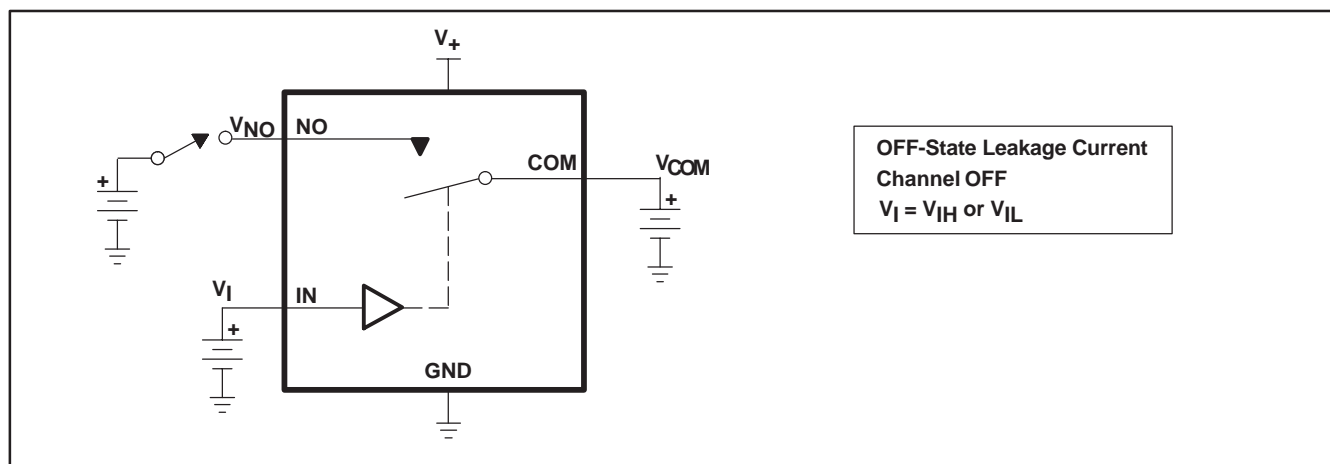 V+
VNO NO
COM VCOM
+
+
VI IN
+
GND
OFF-State Leakage Current
Channel OFF
VI = VIH or VIL